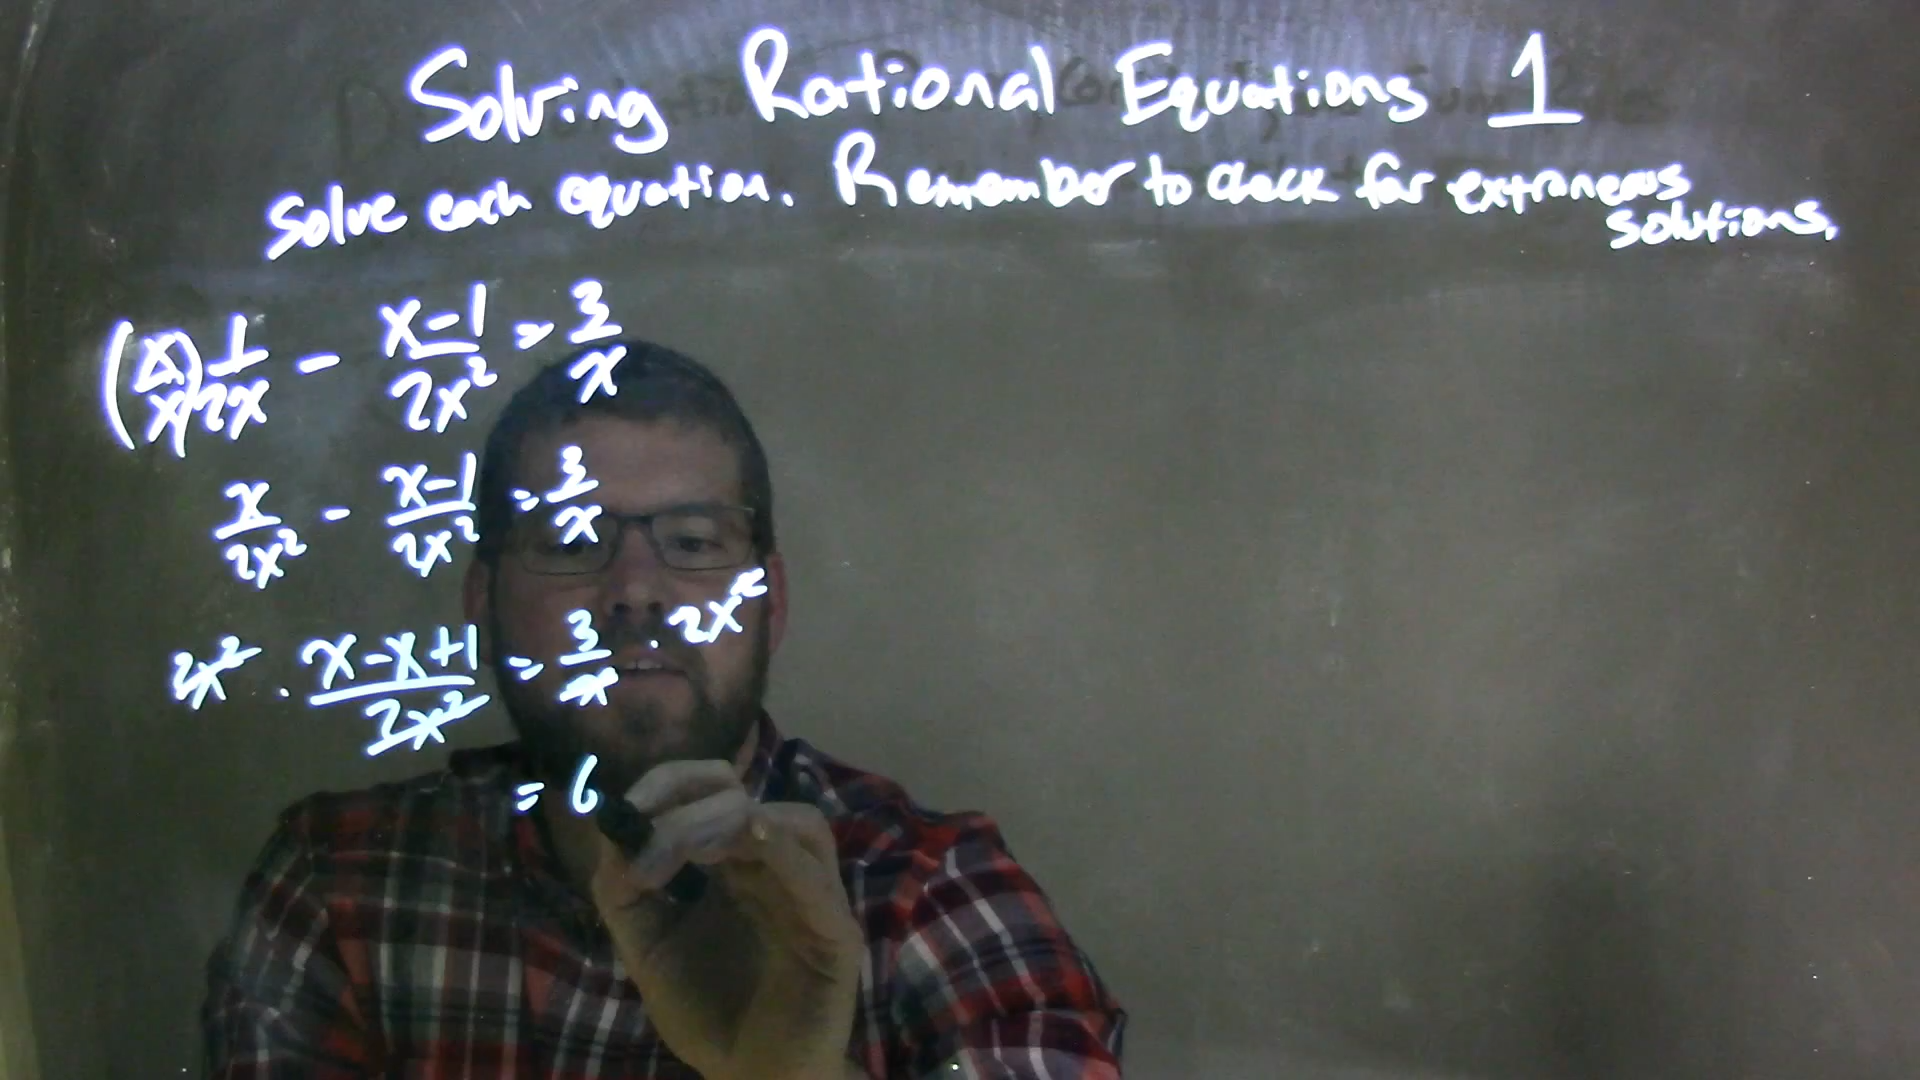 Solving Rational Equations 1
Solve each equation. Remember to check for extraneous
solutions.
(x/x) 1/2x - x-1/2x² = 3/x
x/2x² - x-1/2x² = 3/x
2x² · x-x+1/2x² = 3/x · 2x²
= 6